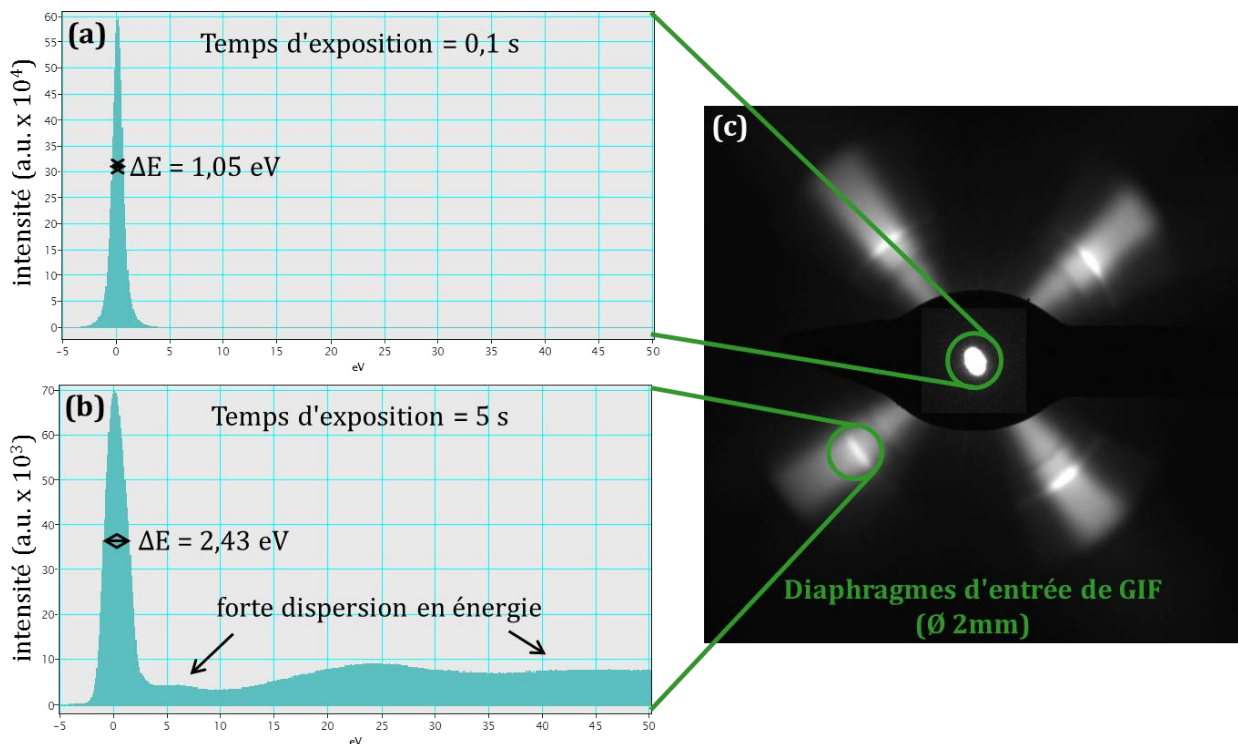 (a)
Temps d'exposition = 0,1 s
intensité (a.u. x 10⁴)
60
55
50
45
40
35
30
25
20
15
10
5
0
ΔE = 1,05 eV
-5 0 5 10 15 20 25 30 35 40 45 50
eV
(b)
Temps d'exposition = 5 s
intensité (a.u. x 10³)
70
60
50
40
30
20
10
0
ΔE = 2,43 eV
forte dispersion en énergie
-5 0 5 10 15 20 25 30 35 40 45 50
eV
(c)
Diaphragmes d'entrée de GIF
(Ø 2mm)